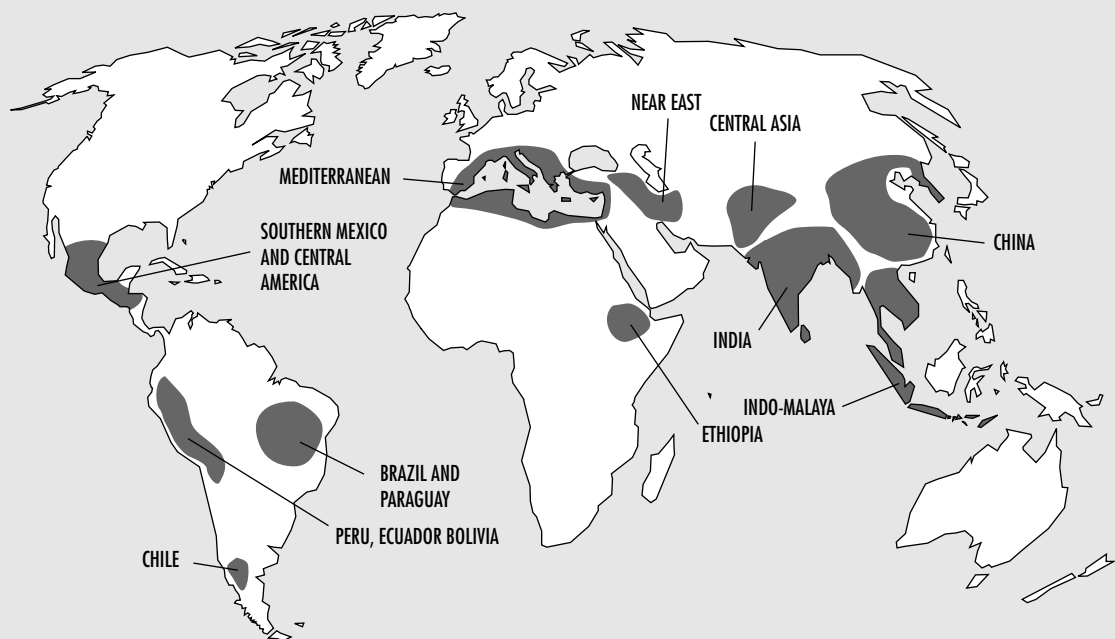 NEAR EAST
CENTRAL ASIA
MEDITERRANEAN
SOUTHERN MEXICO
AND CENTRAL
AMERICA
CHINA
INDIA
INDO-MALAYA
ETHIOPIA
BRAZIL AND
PARAGUAY
PERU, ECUADOR BOLIVIA
CHILE